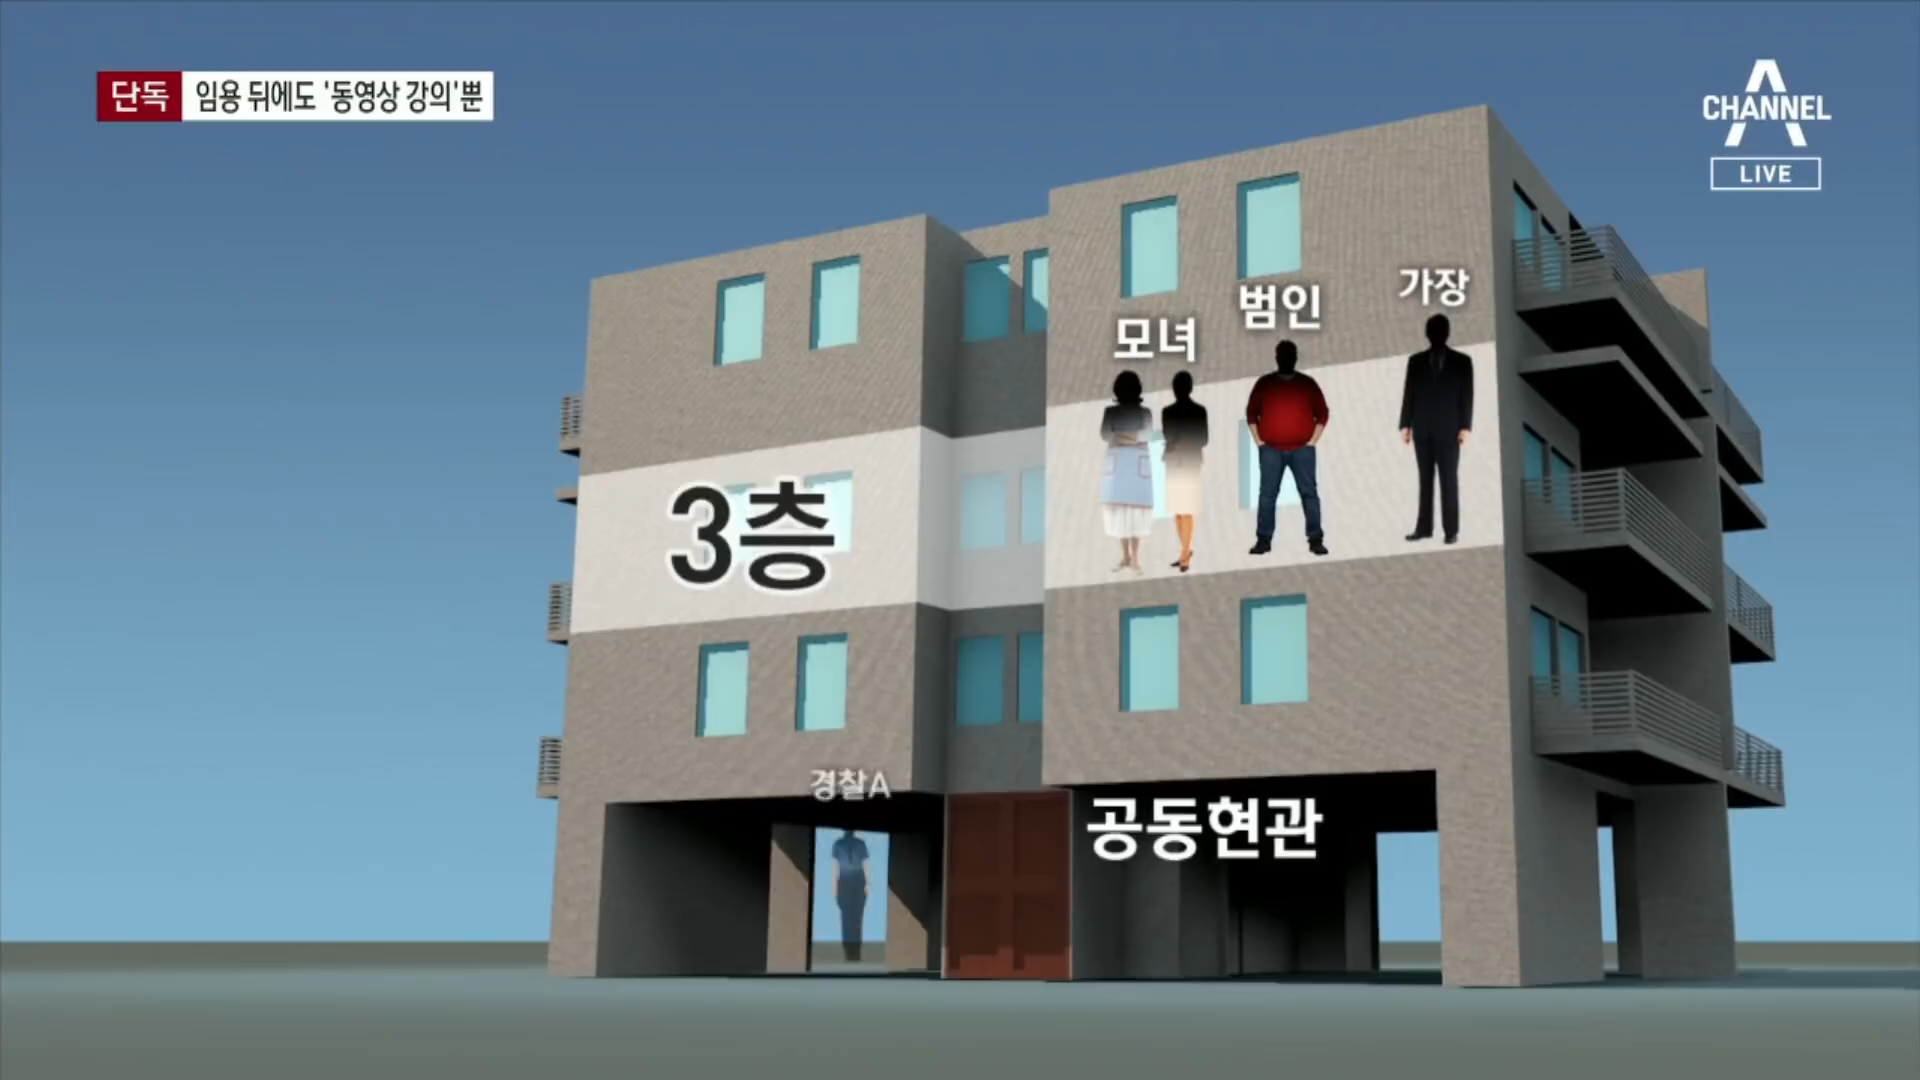 단독 임용 뒤에도 '동영상 강의'뿐
CHANNEL A
LIVE
가장
범인
모녀
3층
경찰A
공동현관